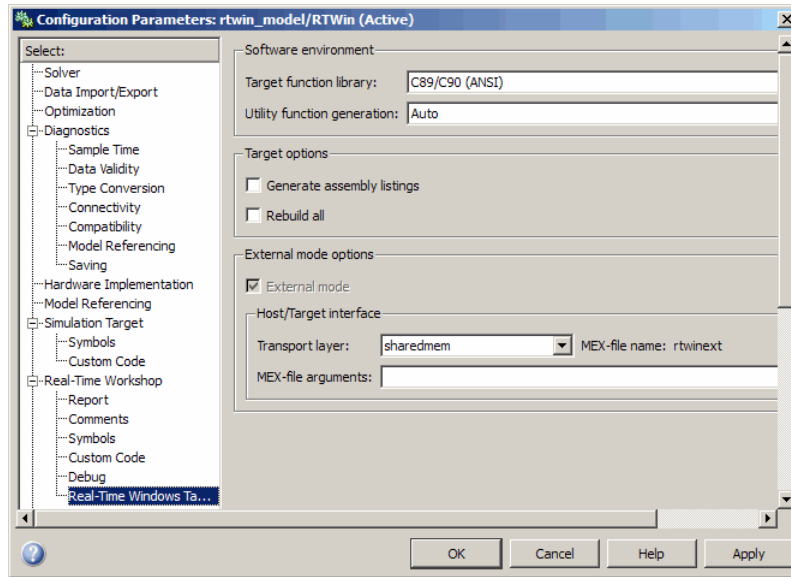 Configuration Parameters: rtwin_model/RTWin (Active)
Select:
Solver
Data Import/Export
Optimization
Diagnostics
Sample Time
Data Validity
Type Conversion
Connectivity
Compatibility
Model Referencing
Saving
Hardware Implementation
Model Referencing
Simulation Target
Symbols
Custom Code
Real-Time Workshop
Report
Comments
Symbols
Custom Code
Debug
Real-Time Windows Ta...
Software environment
Target function library: C89/C90 (ANSI)
Utility function generation: Auto
Target options
Generate assembly listings
Rebuild all
External mode options
External mode
Host/Target interface
Transport layer: sharedmem MEX-file name: rtwinext
MEX-file arguments:
OK Cancel Help Apply